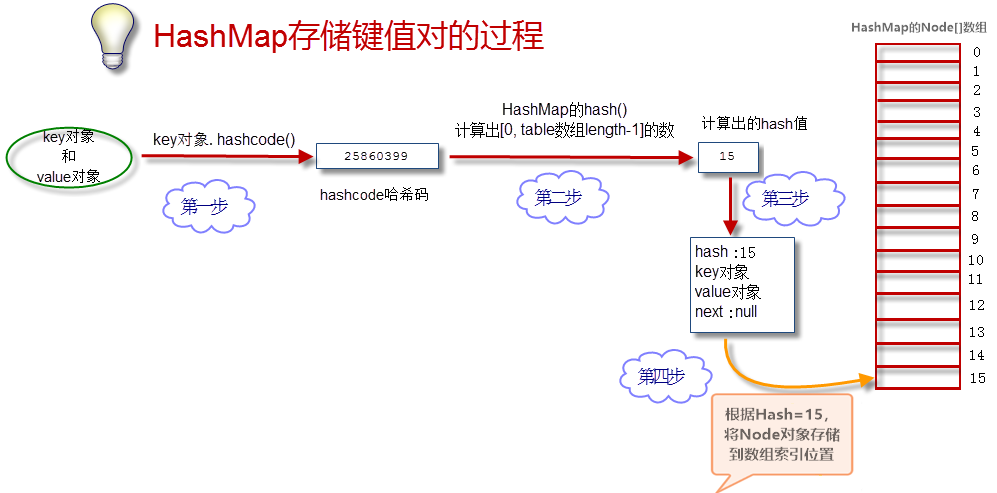 HashMap存储键值对的过程
HashMap的Node[]数组
key对象
和
value对象
key对象. hashcode()
第一步
25860399
hashcode哈希码
HashMap的hash()
计算出[0, table数组length-1]的数
第二步
计算出的hash值
15
第三步
hash :15
key对象
value对象
next :null
第四步
根据Hash=15，
将Node对象存储
到数组索引位置
0
1
2
3
4
5
6
7
8
9
10
11
12
13
14
15